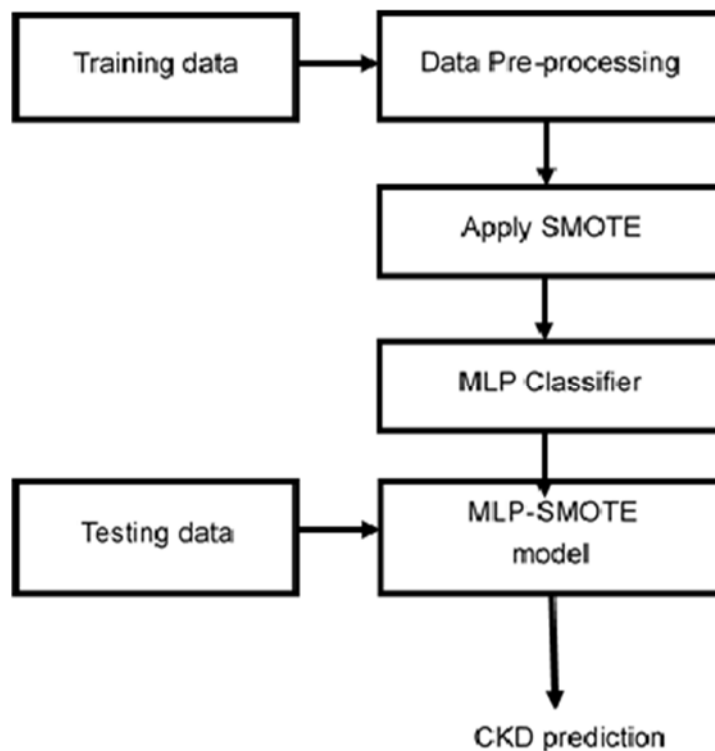 Training data
Data Pre-processing
Apply SMOTE
MLP Classifier
Testing data
MLP-SMOTE
model
CKD prediction